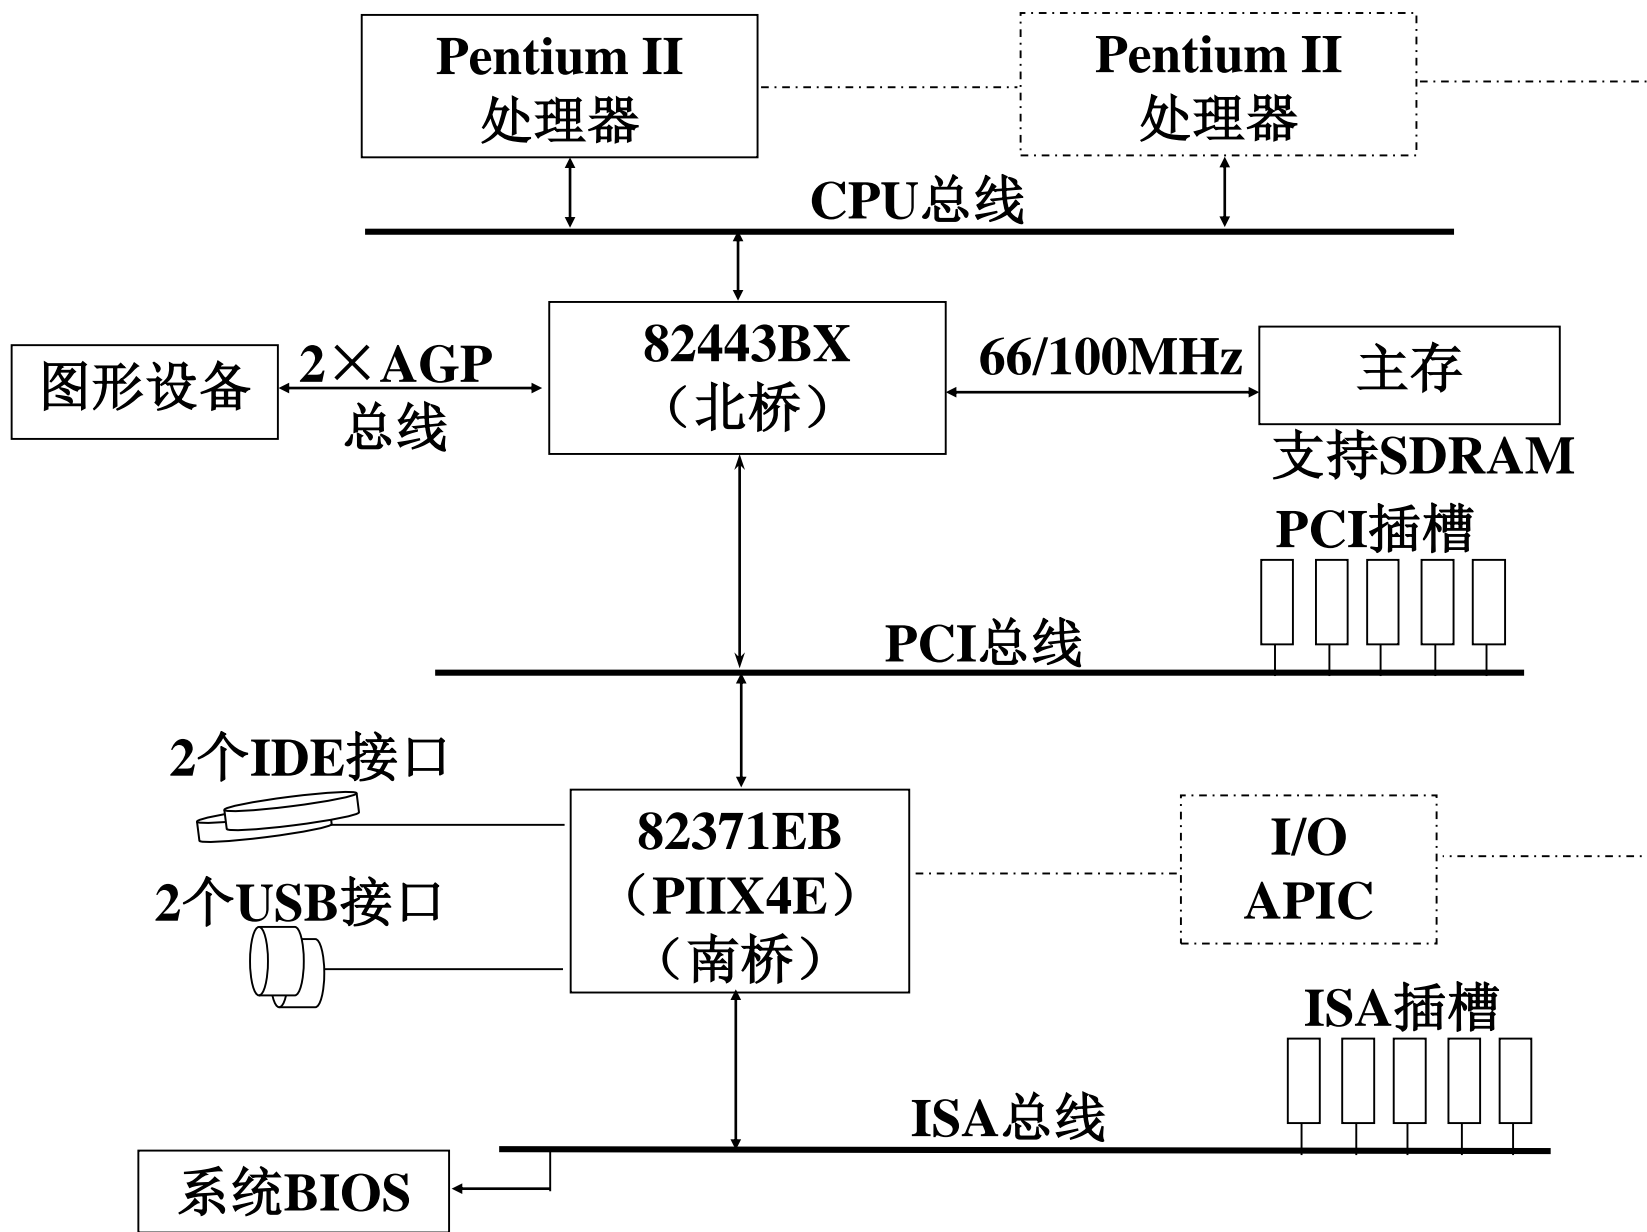 Pentium II
处理器
Pentium II
处理器
CPU总线
82443BX
（北桥）
图形设备
2×AGP
总线
66/100MHz
主存
支持SDRAM
PCI插槽
PCI总线
2个IDE接口
82371EB
（PIIX4E）
（南桥）
I/O
APIC
2个USB接口
ISA插槽
ISA总线
系统BIOS